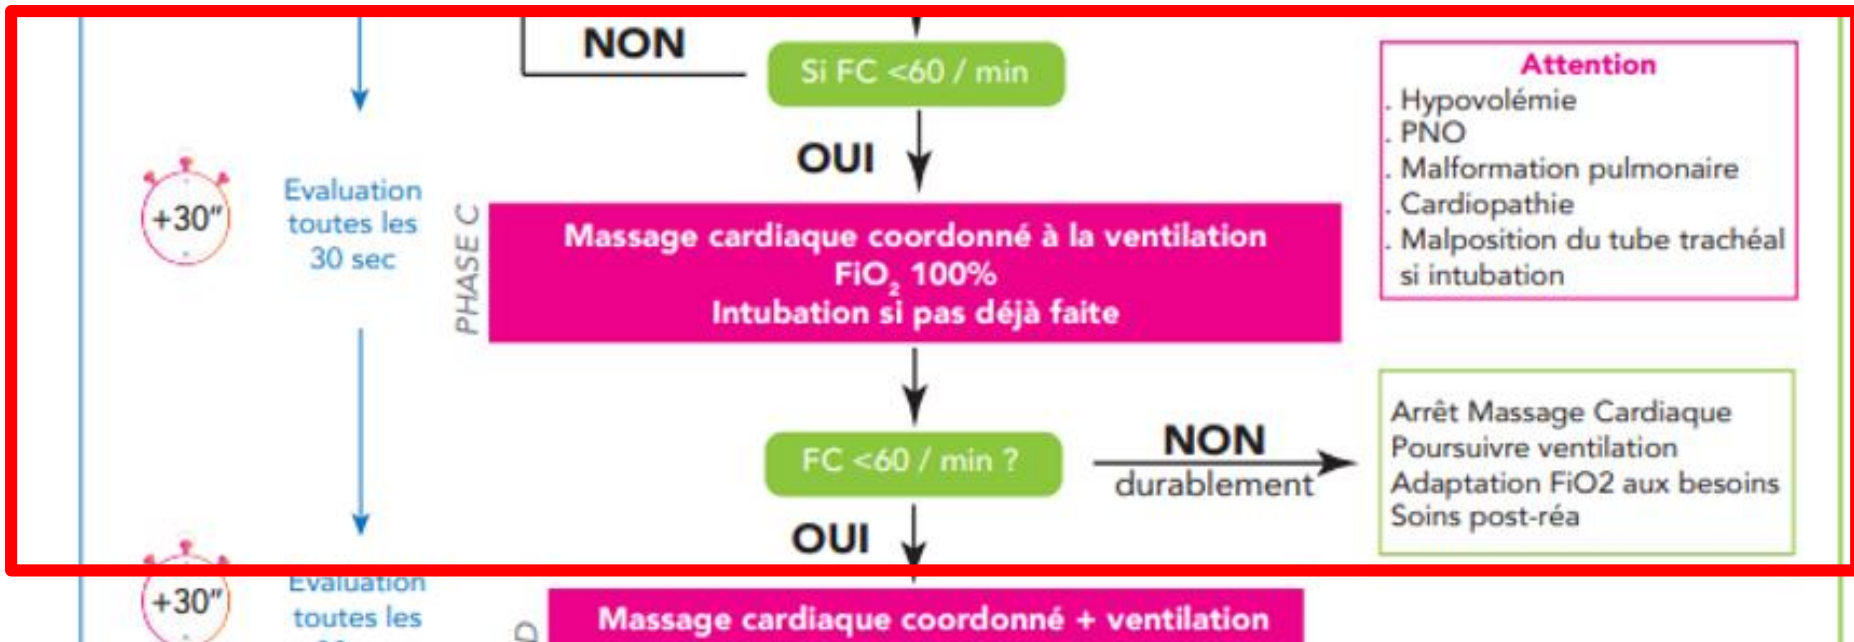 NON
Si FC <60 / min
OUI
Attention
. Hypovolémie
. PNO
. Malformation pulmonaire
. Cardiopathie
. Malposition du tube trachéal
si intubation
+30"
Evaluation
toutes les
30 sec
PHASE C
Massage cardiaque coordonné à la ventilation
FiO₂ 100%
Intubation si pas déjà faite
FC <60 / min ?
NON
durablement
Arrêt Massage Cardiaque
Poursuivre ventilation
Adaptation FiO2 aux besoins
Soins post-réa
OUI
+30"
Evaluation
toutes les
D
Massage cardiaque coordonné + ventilation